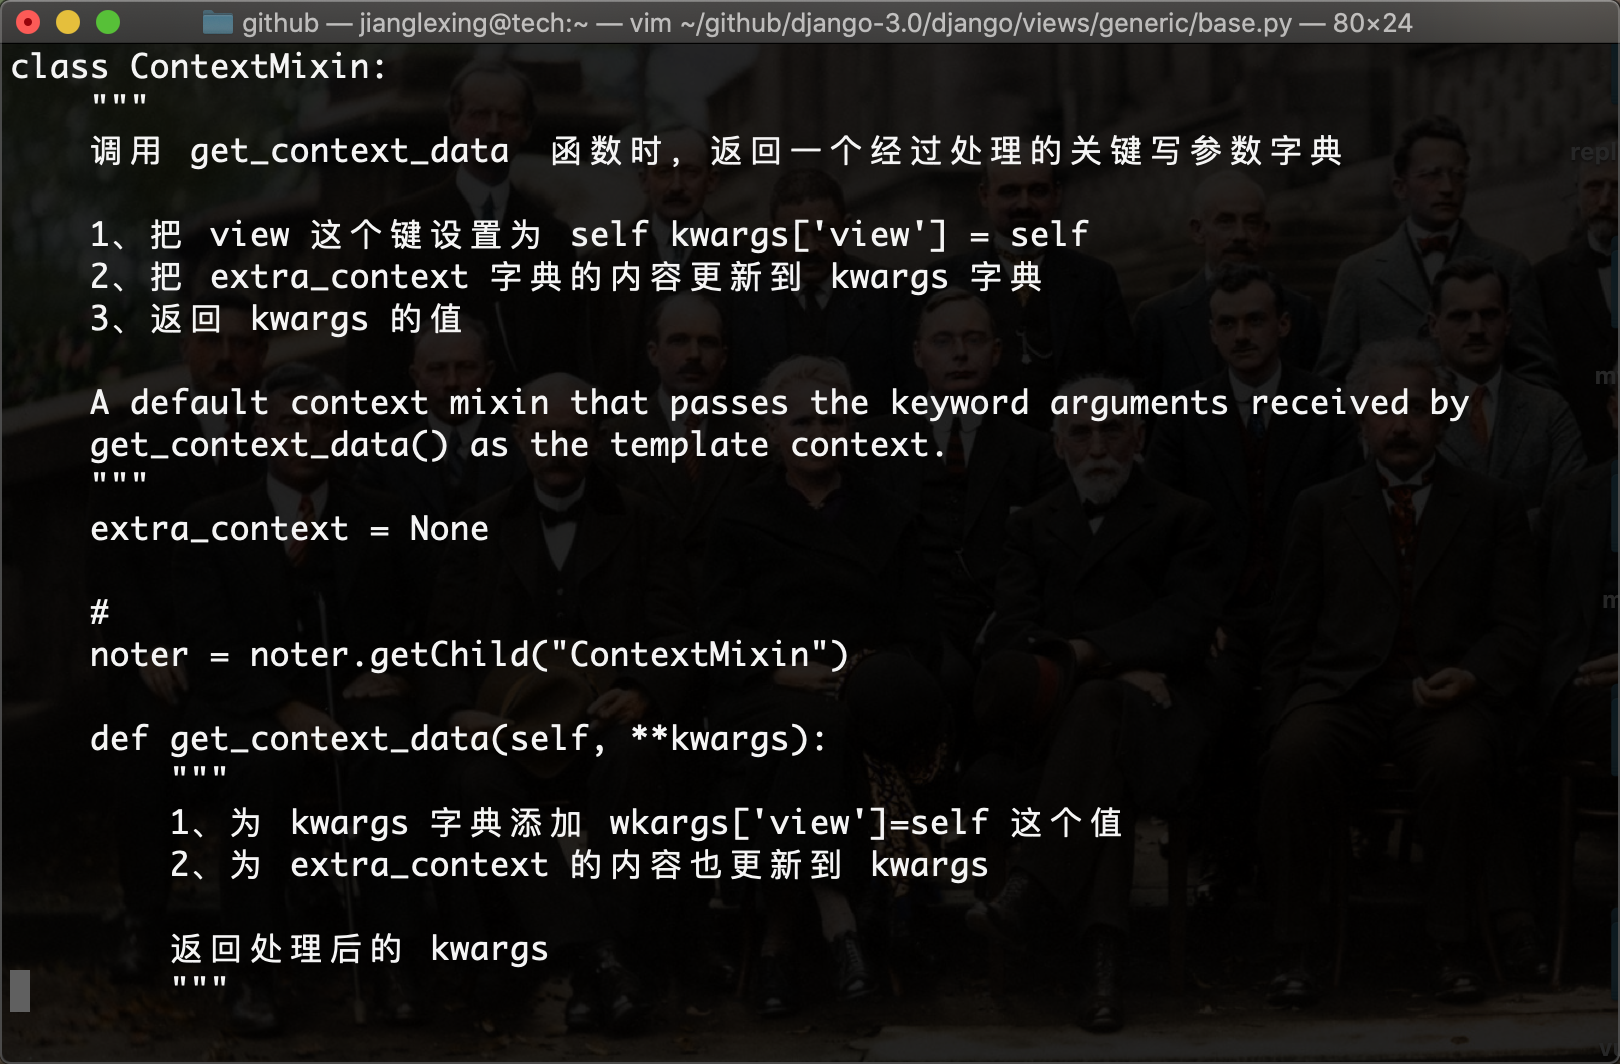 github — jianglexing@tech:~ — vim ~/github/django-3.0/django/views/generic/base.py — 80×24
class ContextMixin:
"""
调用 get_context_data 函数时, 返回一个经过处理的关键写参数字典
1、把 view 这个键设置为 self kwargs['view'] = self
2、把 extra_context 字典的内容更新到 kwargs 字典
3、返回 kwargs 的值
A default context mixin that passes the keyword arguments received by
get_context_data() as the template context.
"""
extra_context = None
#
noter = noter.getChild("ContextMixin")
def get_context_data(self, **kwargs):
"""
1、为 kwargs 字典添加 wkargs['view']=self 这个值
2、为 extra_context 的内容也更新到 kwargs
返回处理后的 kwargs
"""